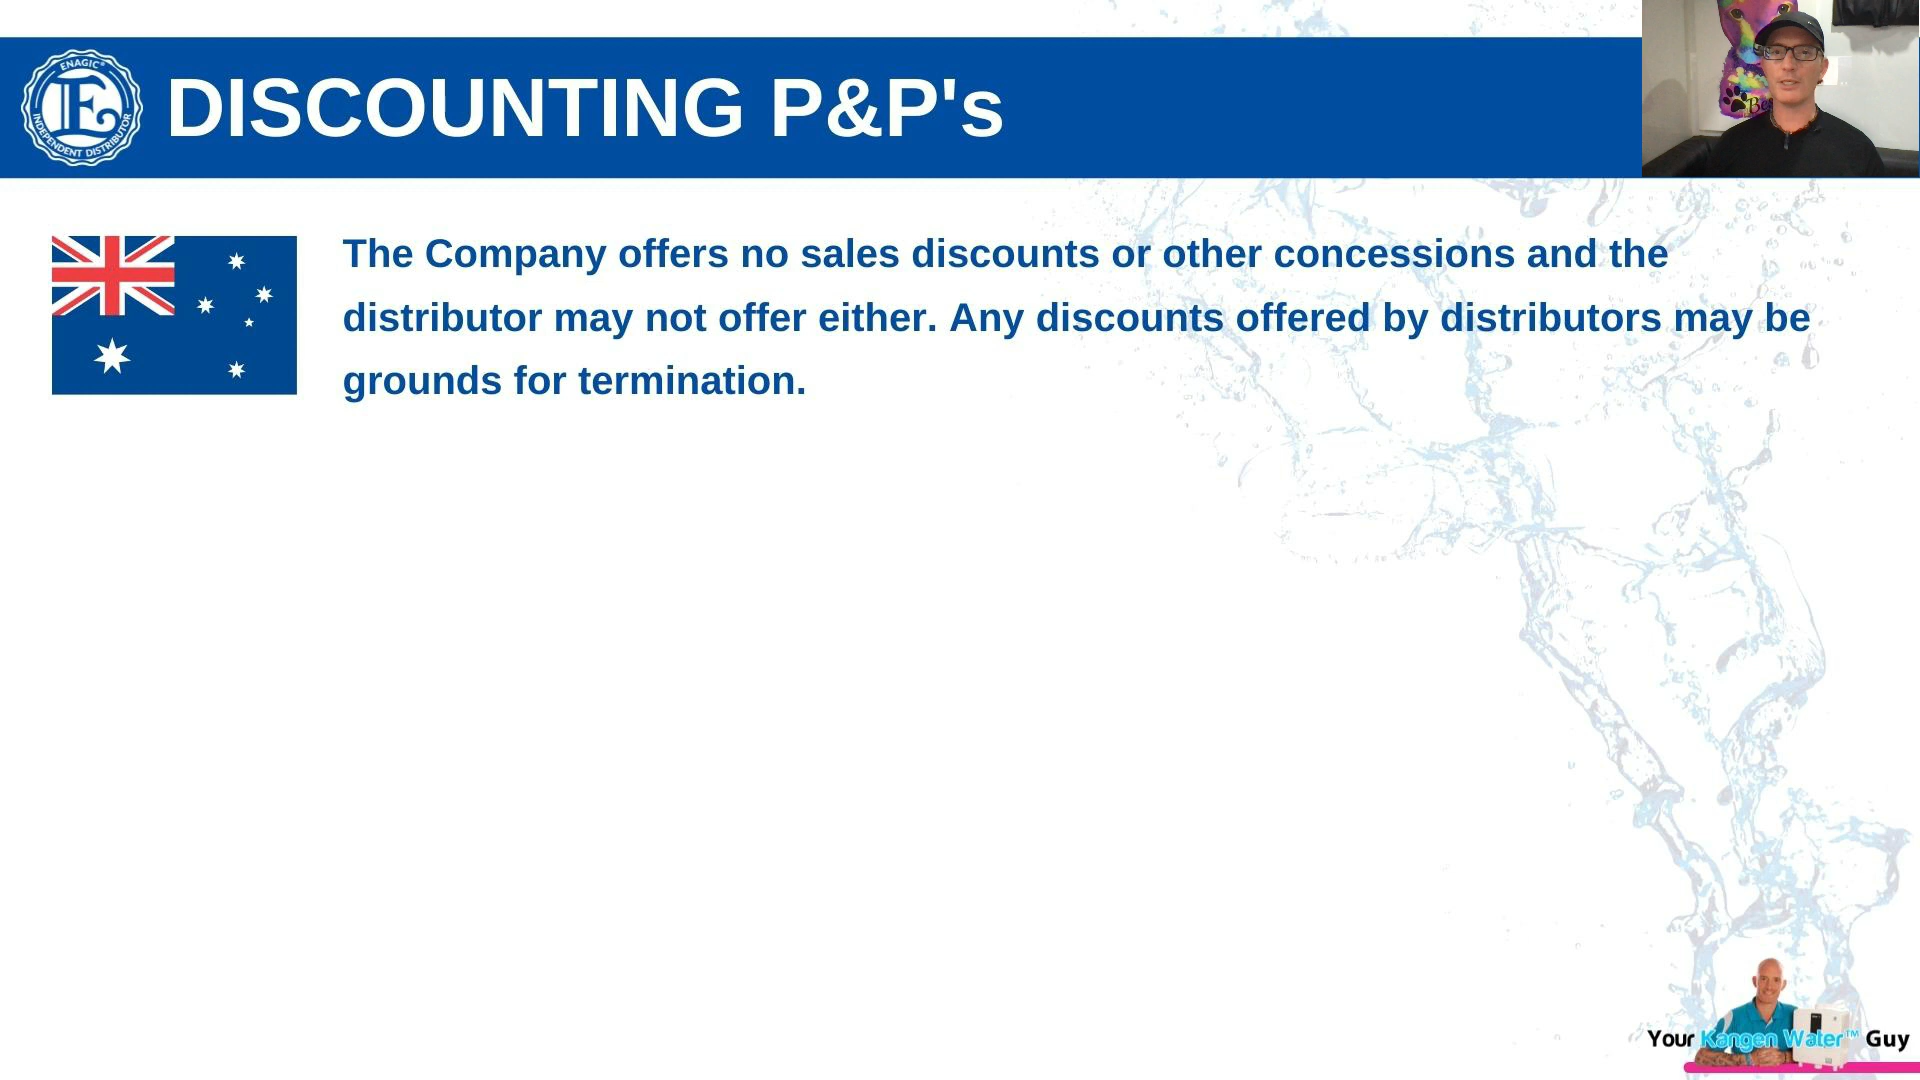 ENAGIC®
E
INDEPENDENT DISTRIBUTOR
DISCOUNTING P&P's
Bes
The Company offers no sales discounts or other concessions and the
distributor may not offer either. Any discounts offered by distributors may be
grounds for termination.
Your Kangen Water™ Guy